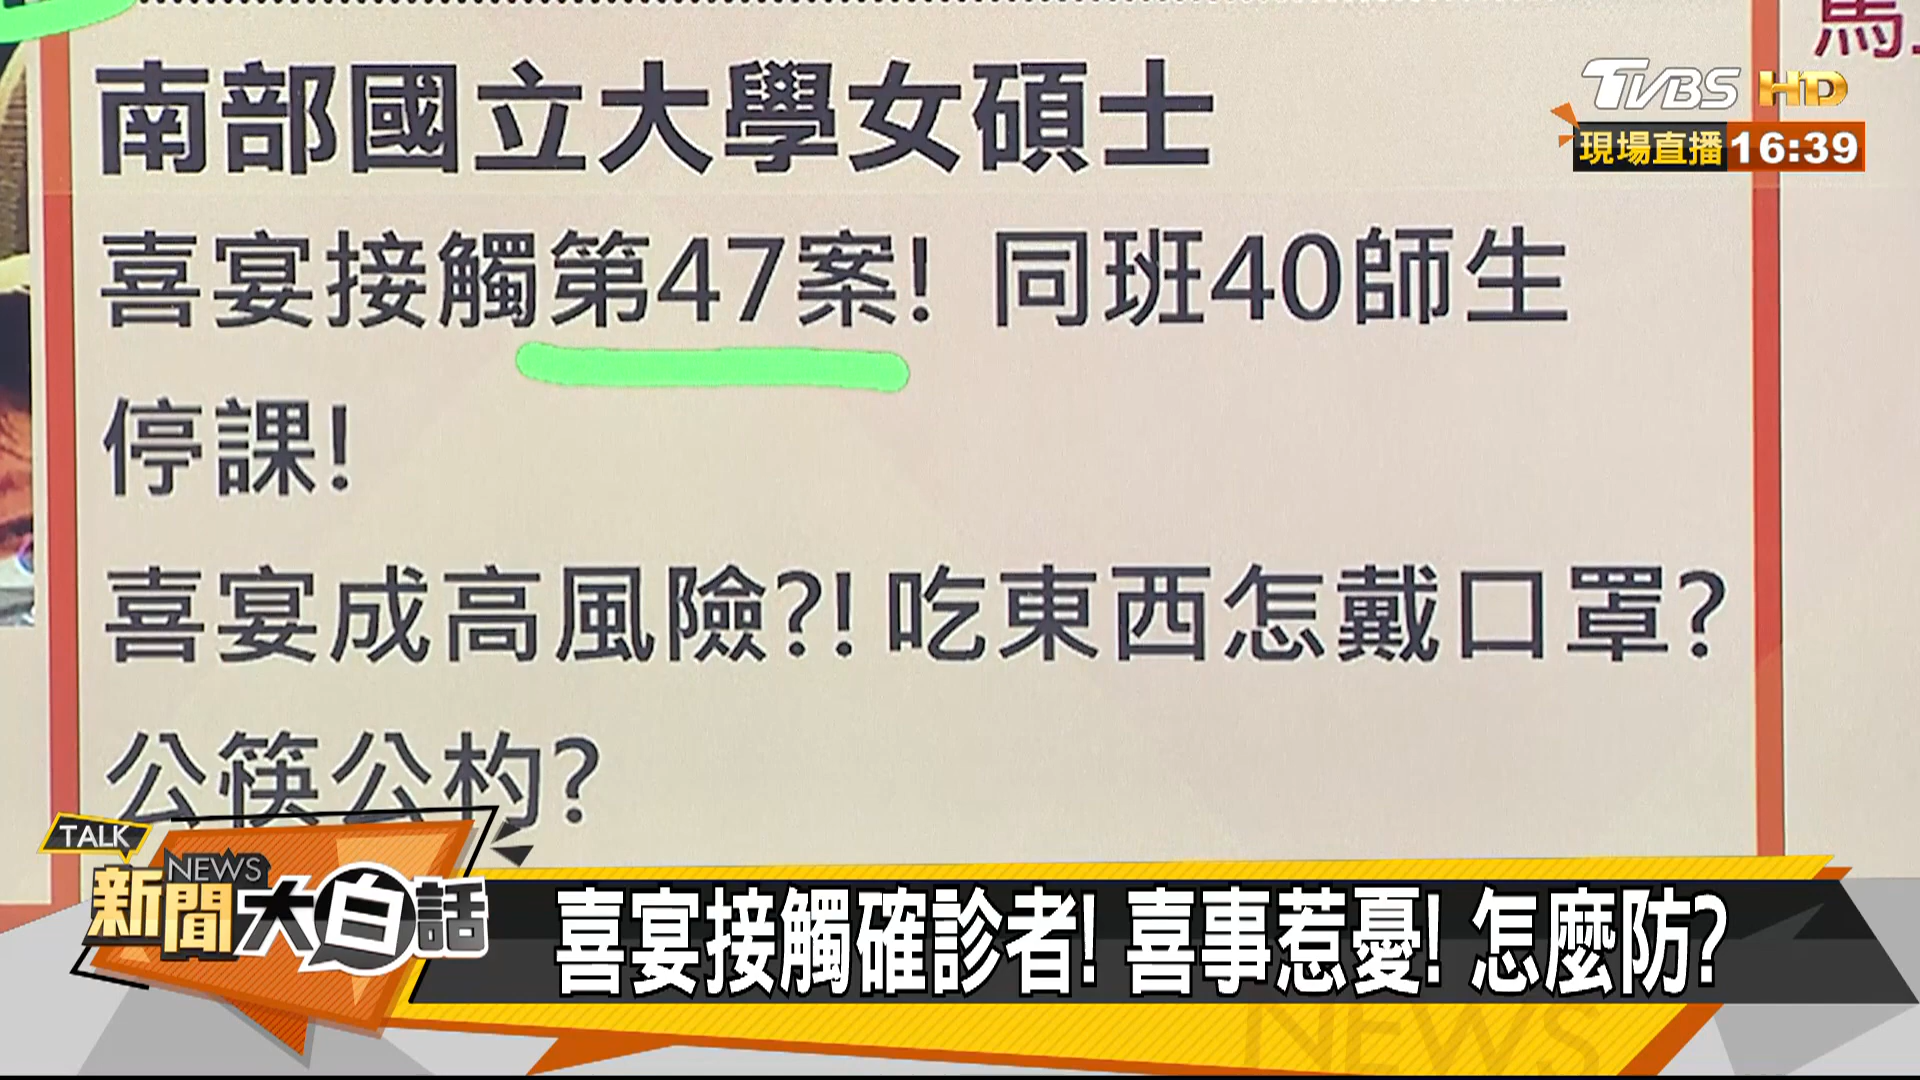 馬
TVBS HD
現場直播 16:39
南部國立大學女碩士
喜宴接觸第47案! 同班40師生
停課!
喜宴成高風險?! 吃東西怎戴口罩?
公筷公杓?
TALK
NEWS
新聞大白話
喜宴接觸確診者! 喜事惹憂! 怎麼防?
NEWS